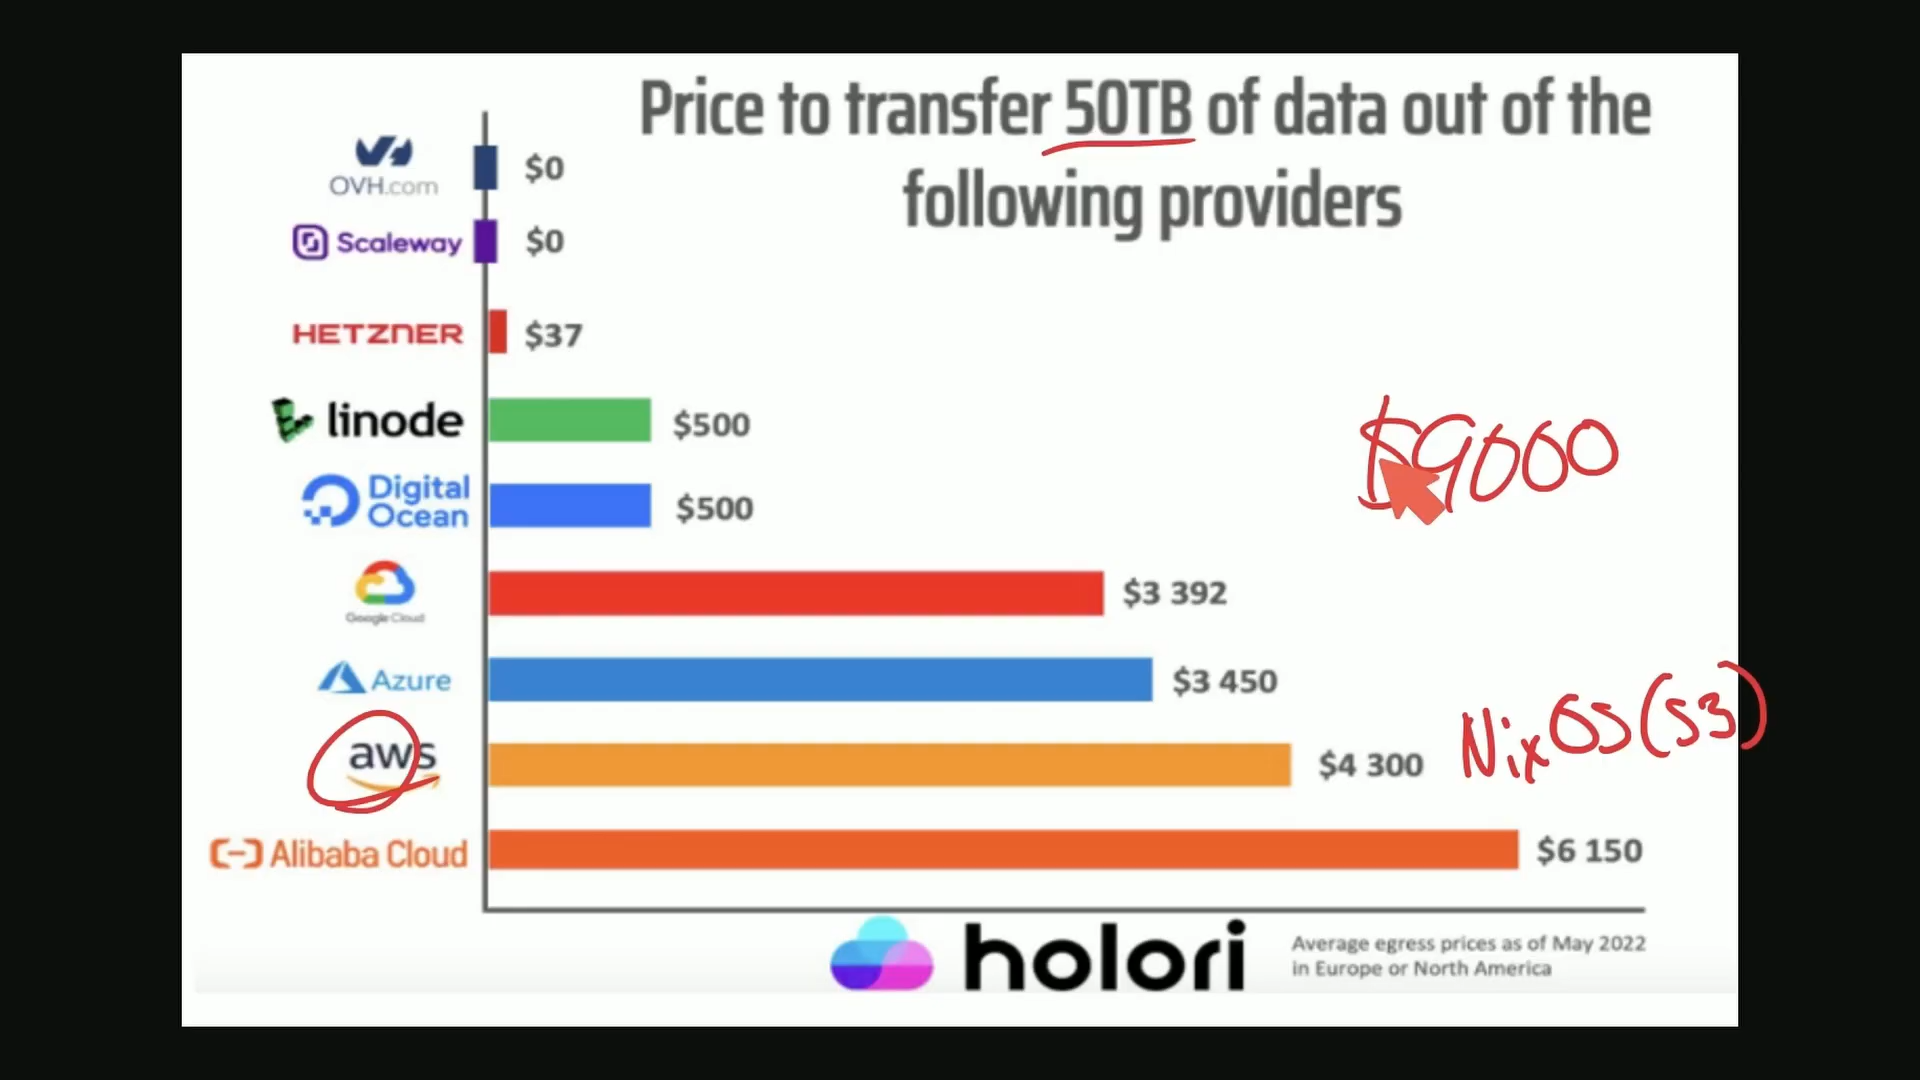 Price to transfer 50TB of data out of the
following providers
OVH.com $0
Scaleway $0
HETZNER $37
linode $500
Digital
Ocean $500
$9000
Google Cloud $3 392
Azure $3 450
NixOS(S3)
aws $4 300
Alibaba Cloud $6 150
holori
Average egress prices as of May 2022
in Europe or North America